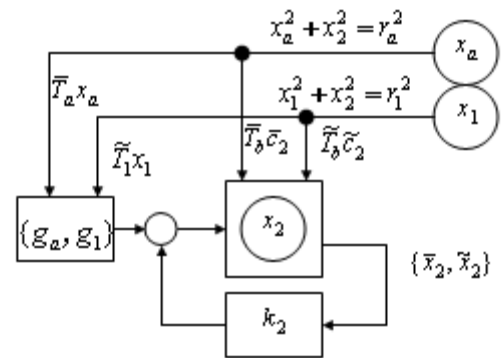 x_a^2 + x_2^2 = r_a^2
x_a
T̄_a x_a
x_1^2 + x_2^2 = r_1^2
x_1
T̃_1 x_1
T̄_b c̄_2
T̃_b c̃_2
{g_a, g_1}
x_2
{x̄_2, x̃_2}
k_2